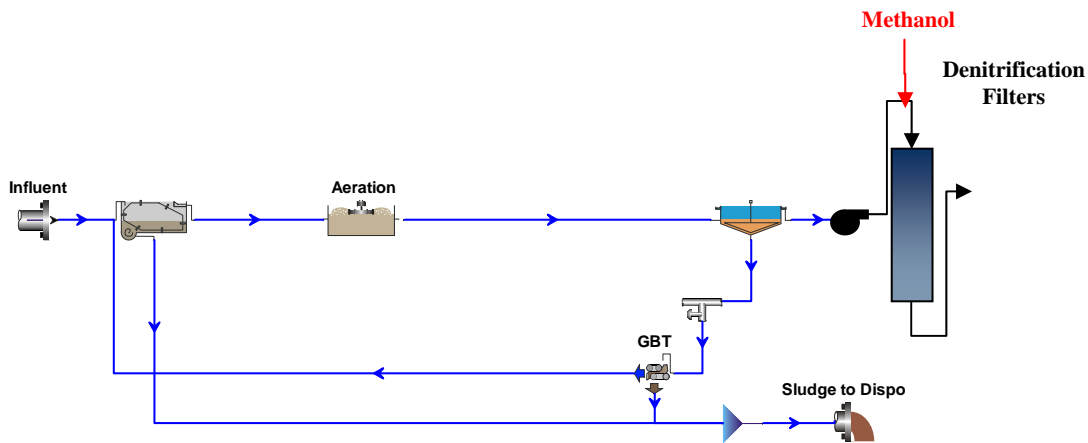 Methanol
Denitrification
Filters
Influent
Aeration
GBT
Sludge to Dispo